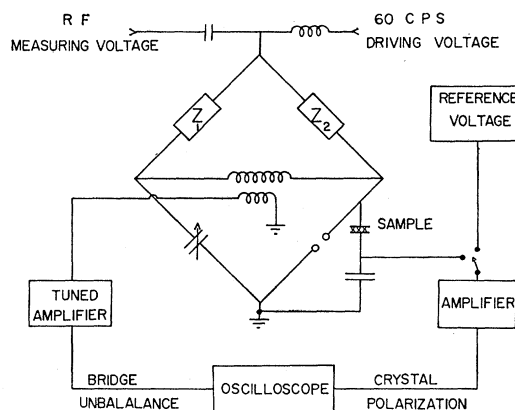 R F
MEASURING VOLTAGE
60 C P S
DRIVING VOLTAGE
REFERENCE
VOLTAGE
Z1
Z2
SAMPLE
TUNED
AMPLIFIER
AMPLIFIER
BRIDGE
UNBALALANCE
OSCILLOSCOPE
CRYSTAL
POLARIZATION